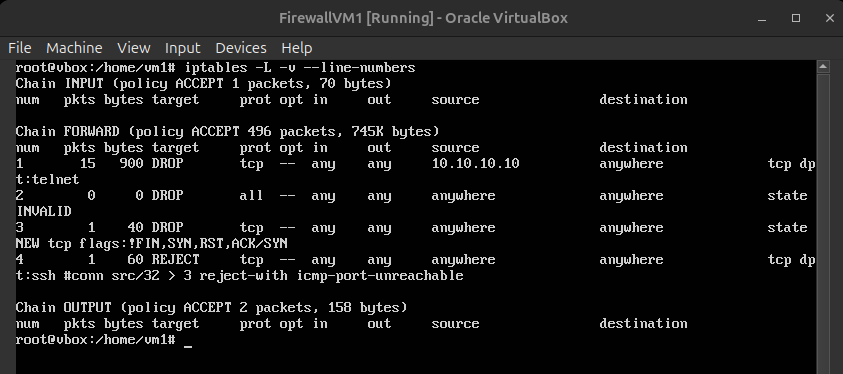 FirewallVM1 [Running] - Oracle VirtualBox
File Machine View Input Devices Help
root@vbox:/home/vm1# iptables -L -v --line-numbers
Chain INPUT (policy ACCEPT 1 packets, 70 bytes)
num   pkts bytes target     prot opt in     out     source               destination

Chain FORWARD (policy ACCEPT 496 packets, 745K bytes)
num   pkts bytes target     prot opt in     out     source               destination
1       15   900 DROP       tcp  --  any    any     10.10.10.10          anywhere             tcp dp
t:telnet
2        0     0 DROP       all  --  any    any     anywhere             anywhere             state
INVALID
3        1    40 DROP       tcp  --  any    any     anywhere             anywhere             state
NEW tcp flags:!FIN,SYN,RST,ACK/SYN
4        1    60 REJECT     tcp  --  any    any     anywhere             anywhere             tcp dp
t:ssh #conn src/32 > 3 reject-with icmp-port-unreachable

Chain OUTPUT (policy ACCEPT 2 packets, 158 bytes)
num   pkts bytes target     prot opt in     out     source               destination
root@vbox:/home/vm1# _